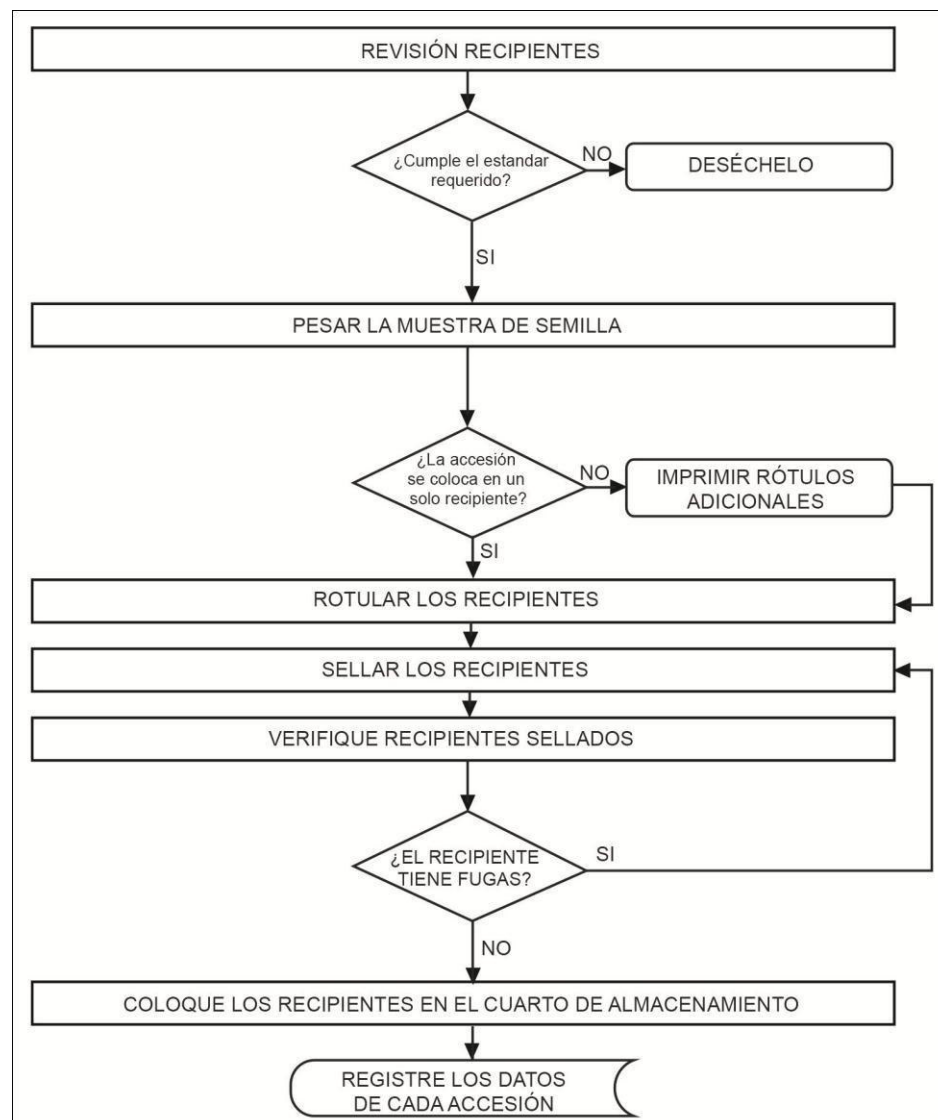 REVISIÓN RECIPIENTES
¿Cumple el estandar
requerido?
NO
DESÉCHELO
SI
PESAR LA MUESTRA DE SEMILLA
¿La accesión
se coloca en un
solo recipiente?
NO
IMPRIMIR RÓTULOS
ADICIONALES
SI
ROTULAR LOS RECIPIENTES
SELLAR LOS RECIPIENTES
VERIFIQUE RECIPIENTES SELLADOS
¿EL RECIPIENTE
TIENE FUGAS?
SI
NO
COLOQUE LOS RECIPIENTES EN EL CUARTO DE ALMACENAMIENTO
REGISTRE LOS DATOS
DE CADA ACCESIÓN